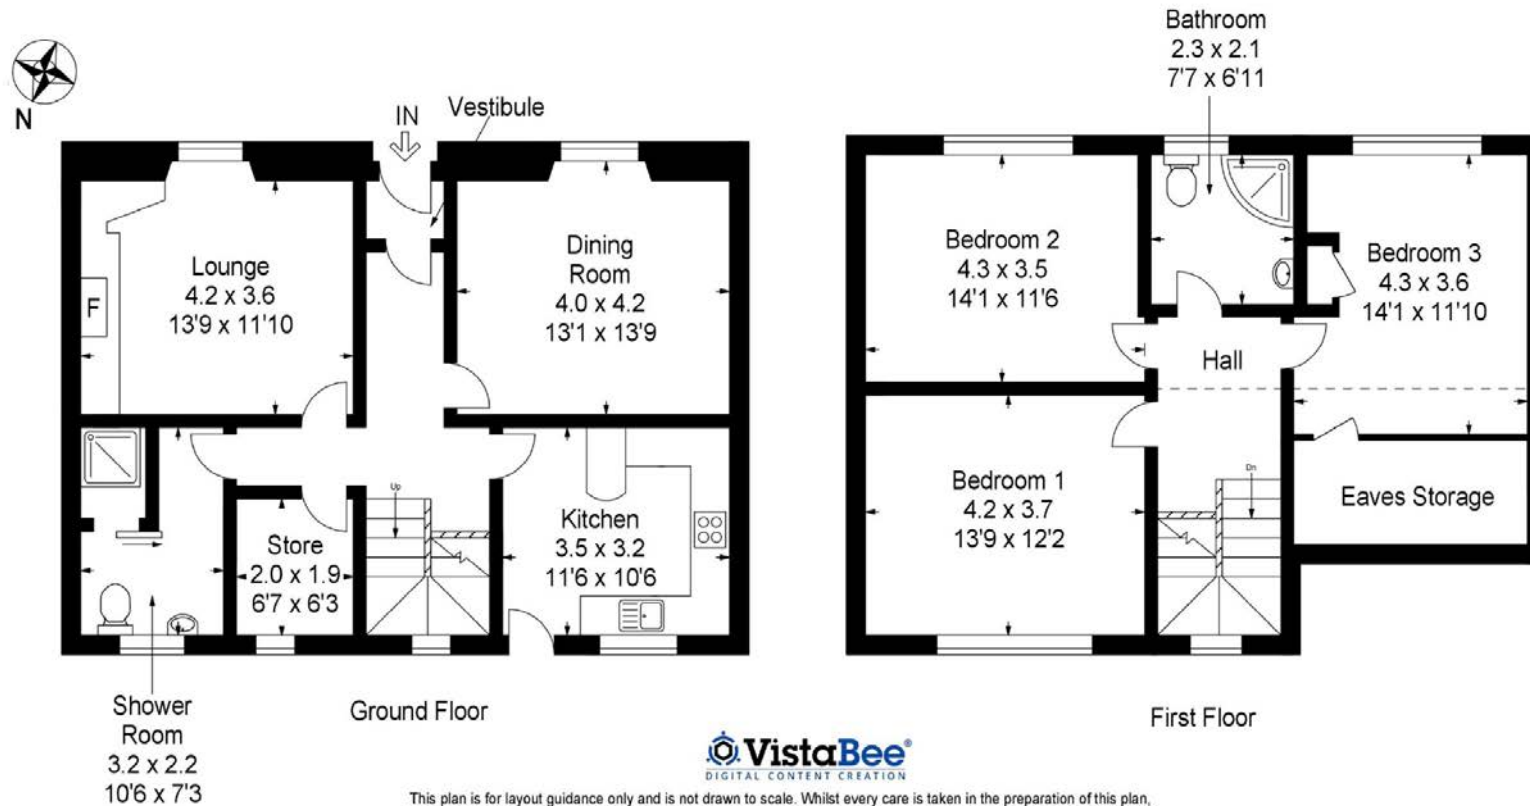 N
IN
Vestibule
Lounge
4.2 x 3.6
13'9 x 11'10
F
Dining
Room
4.0 x 4.2
13'1 x 13'9
Up
Store
2.0 x 1.9
6'7 x 6'3
Kitchen
3.5 x 3.2
11'6 x 10'6
Shower
Room
3.2 x 2.2
10'6 x 7'3
Ground Floor
Bathroom
2.3 x 2.1
7'7 x 6'11
Bedroom 2
4.3 x 3.5
14'1 x 11'6
Bedroom 3
4.3 x 3.6
14'1 x 11'10
Hall
Bedroom 1
4.2 x 3.7
13'9 x 12'2
Dn
Eaves Storage
First Floor
VistaBee®
DIGITAL CONTENT CREATION
This plan is for layout guidance only and is not drawn to scale. Whilst every care is taken in the preparation of this plan,